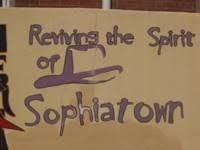 Reviving the Spirit
of
Sophiatown